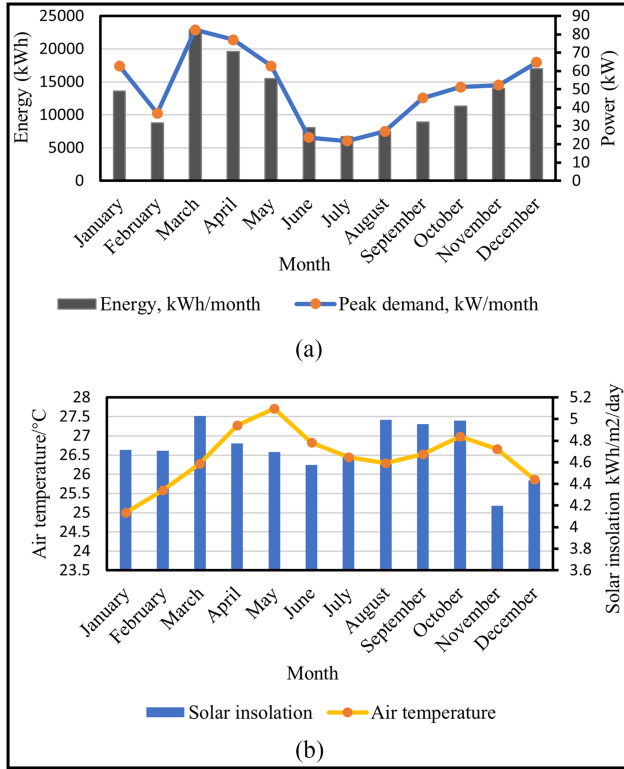 25000
20000
15000
10000
5000
0
Energy (kWh)
90
80
70
60
50
40
30
20
10
0
Power (kW)
January
February
March
April
May
June
July
August
September
October
November
December
Month
Energy, kWh/month
Peak demand, kW/month
(a)
28
27.5
27
26.5
26
25.5
25
24.5
24
23.5
Air temperature/°C
5.2
5
4.8
4.6
4.4
4.2
4
3.8
3.6
Solar insolation kWh/m2/day
January
February
March
April
May
June
July
August
September
October
November
December
Month
Solar insolation
Air temperature
(b)